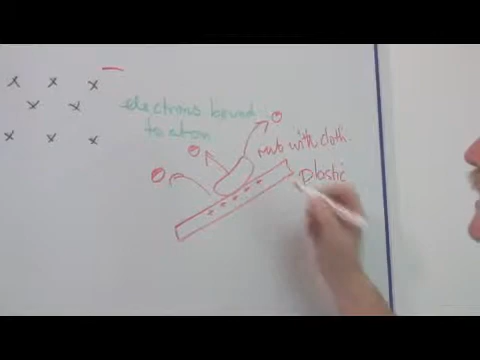 x x x
x x
x x x
electrons bound
to atom
rub with cloth.
plastic
+ + + + +